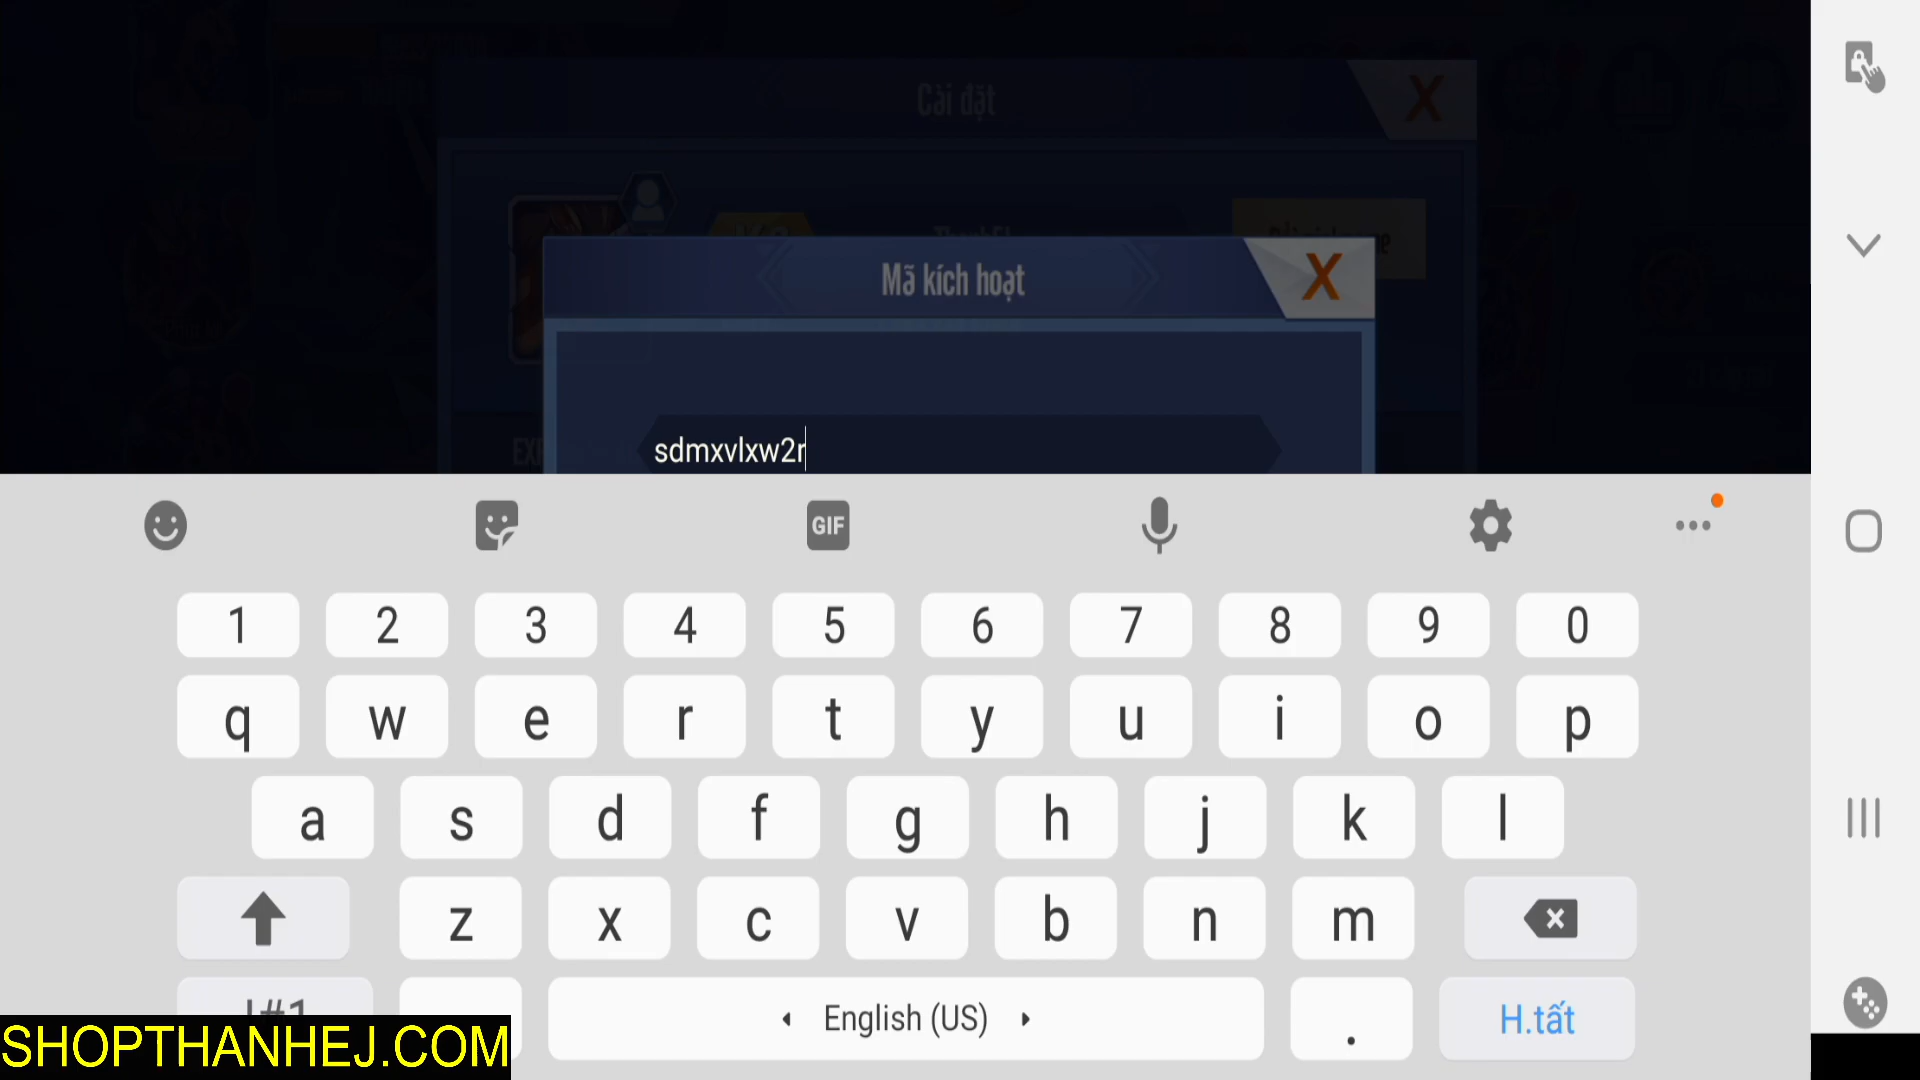 Cài đặt
X
Mã kích hoạt
X
sdmxvlxw2r
GIF
1 2 3 4 5 6 7 8 9 0
q w e r t y u i o p
a s d f g h j k l
z x c v b n m
!#1
English (US)
.
H.tất
SHOPTHANHEJ.COM